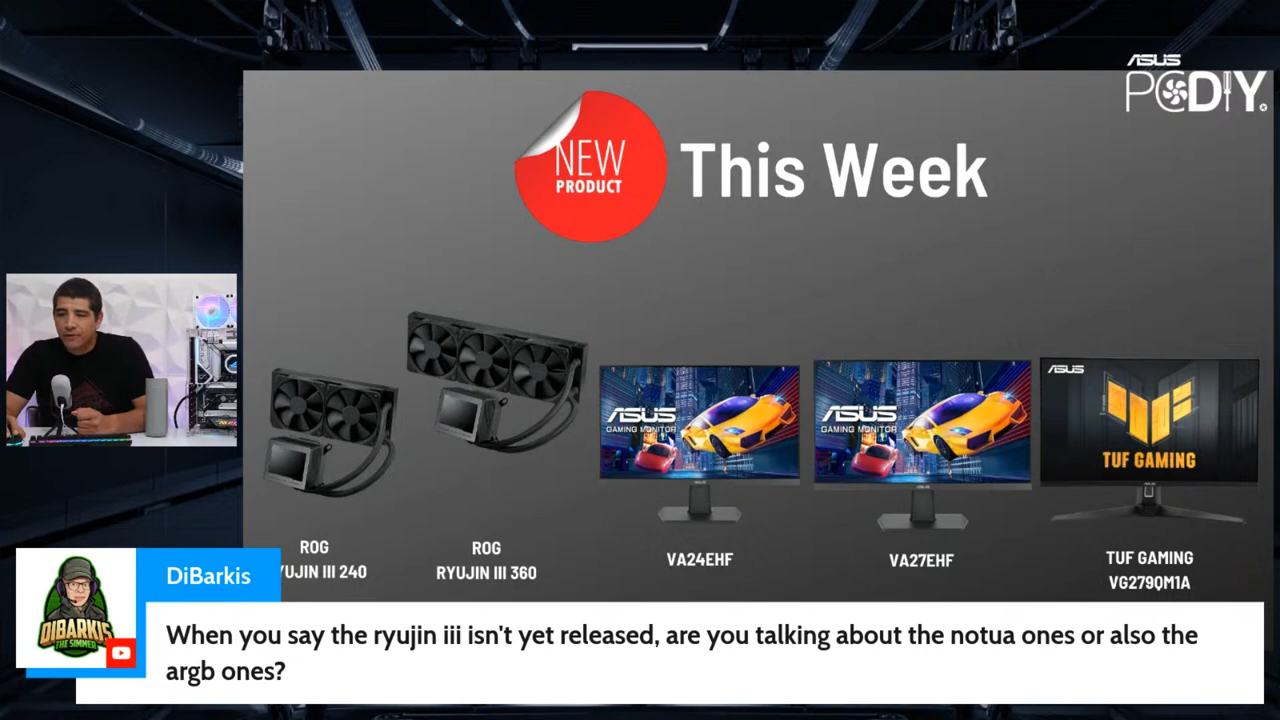 ASUS
PCDIY.
NEW
PRODUCT
This Week
ASUS
GAMING MONITOR
ASUS
GAMING MONITOR
ASUS
TUF GAMING
ROG
YUJIN III 240
ROG
RYUJIN III 360
VA24EHF
VA27EHF
TUF GAMING
VG279QM1A
DiBarkis
DIBARKIS
THE SIMMER
When you say the ryujin iii isn't yet released, are you talking about the notua ones or also the
argb ones?